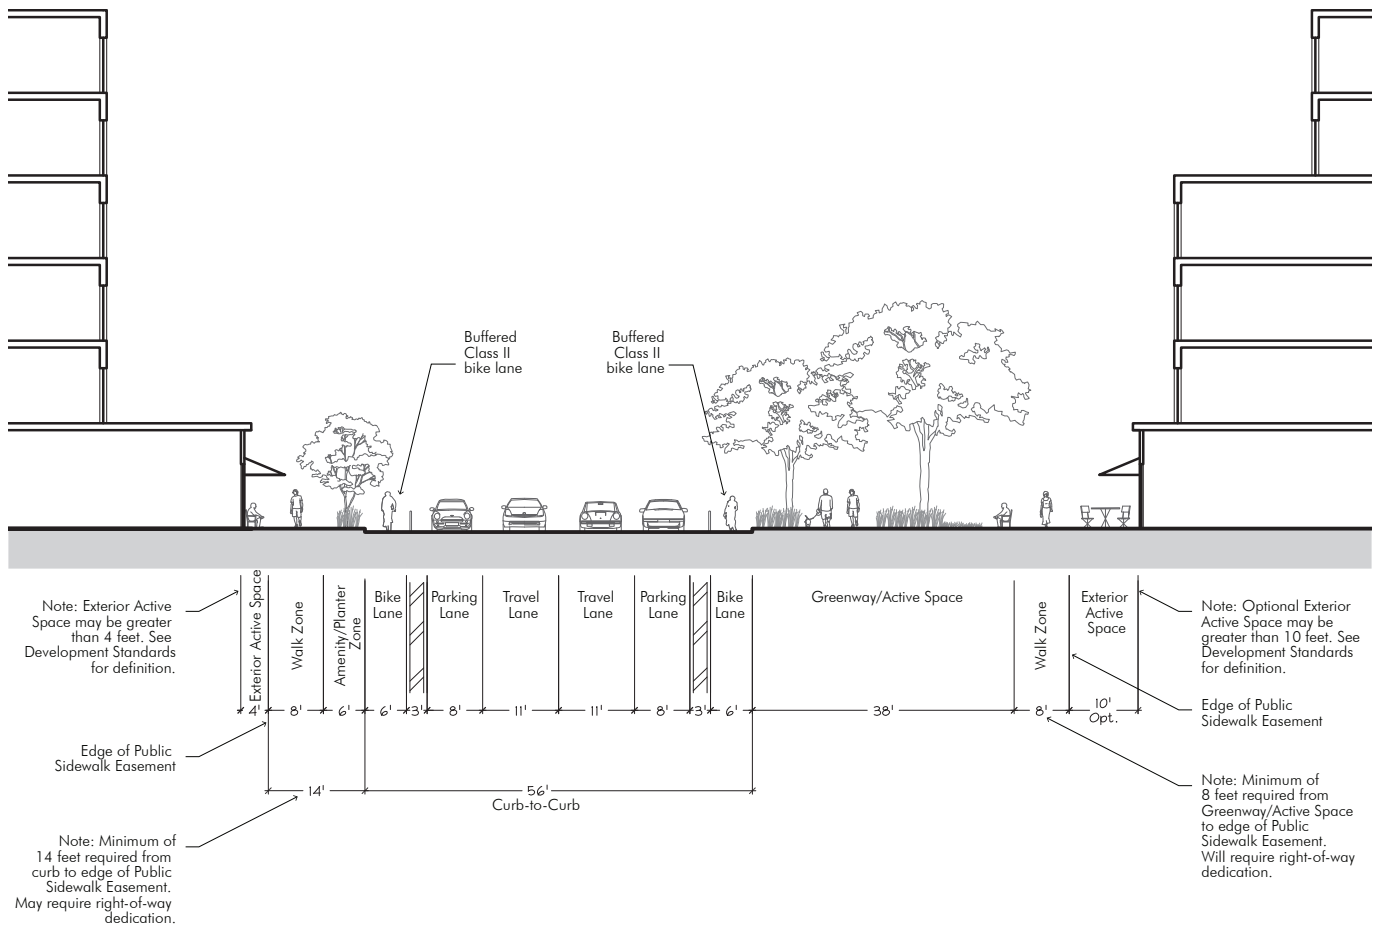 Buffered
Class II
bike lane
Buffered
Class II
bike lane
Note: Exterior Active
Space may be greater
than 4 feet. See
Development Standards
for definition.
Exterior Active Space
Walk Zone
Amenity/Planter
Zone
Bike
Lane
Parking
Lane
Travel
Lane
Travel
Lane
Parking
Lane
Bike
Lane
Greenway/Active Space
Walk Zone
Exterior
Active
Space
Note: Optional Exterior
Active Space may be
greater than 10 feet. See
Development Standards
for definition.
4'
8'
6'
6'
3'
8'
11'
11'
8'
3'
6'
38'
8'
10'
Opt.
Edge of Public
Sidewalk Easement
Edge of Public
Sidewalk Easement
14'
56'
Curb-to-Curb
Note: Minimum of
14 feet required from
curb to edge of Public
Sidewalk Easement.
May require right-of-way
dedication.
Note: Minimum of
8 feet required from
Greenway/Active Space
to edge of Public
Sidewalk Easement.
Will require right-of-way
dedication.